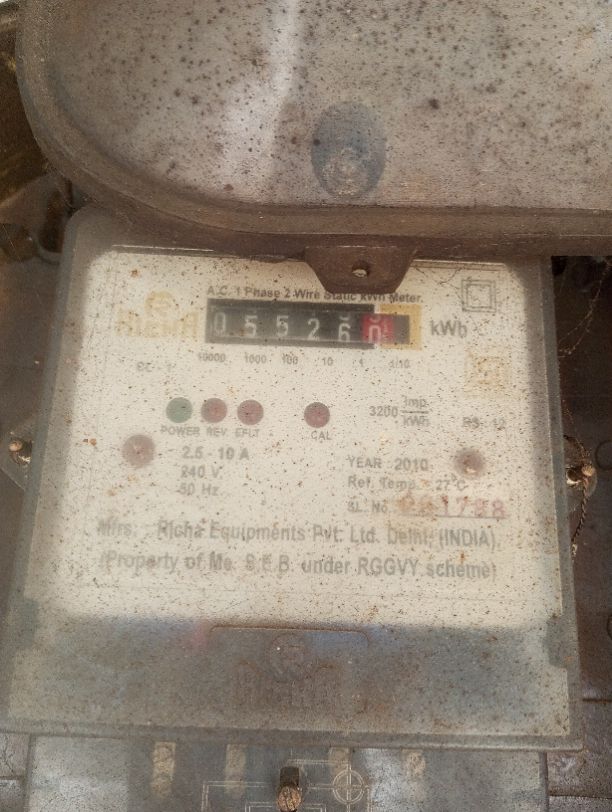 A.C. 1 Phase 2-Wire Static kWh Meter.
0 5 5 2 6 0 kWh
10000 1000 100 10 1 1/10
POWER REV EFLT CAL
3200 imp/kWh
2.5 - 10 A
240 V
50 Hz
YEAR 2010
Ref. Temp. 27°C
SL. No.
Mfrs. Richa Equipments Pvt. Ltd. Delhi, (INDIA)
(Property of Ms. S E B under RGGVY scheme)